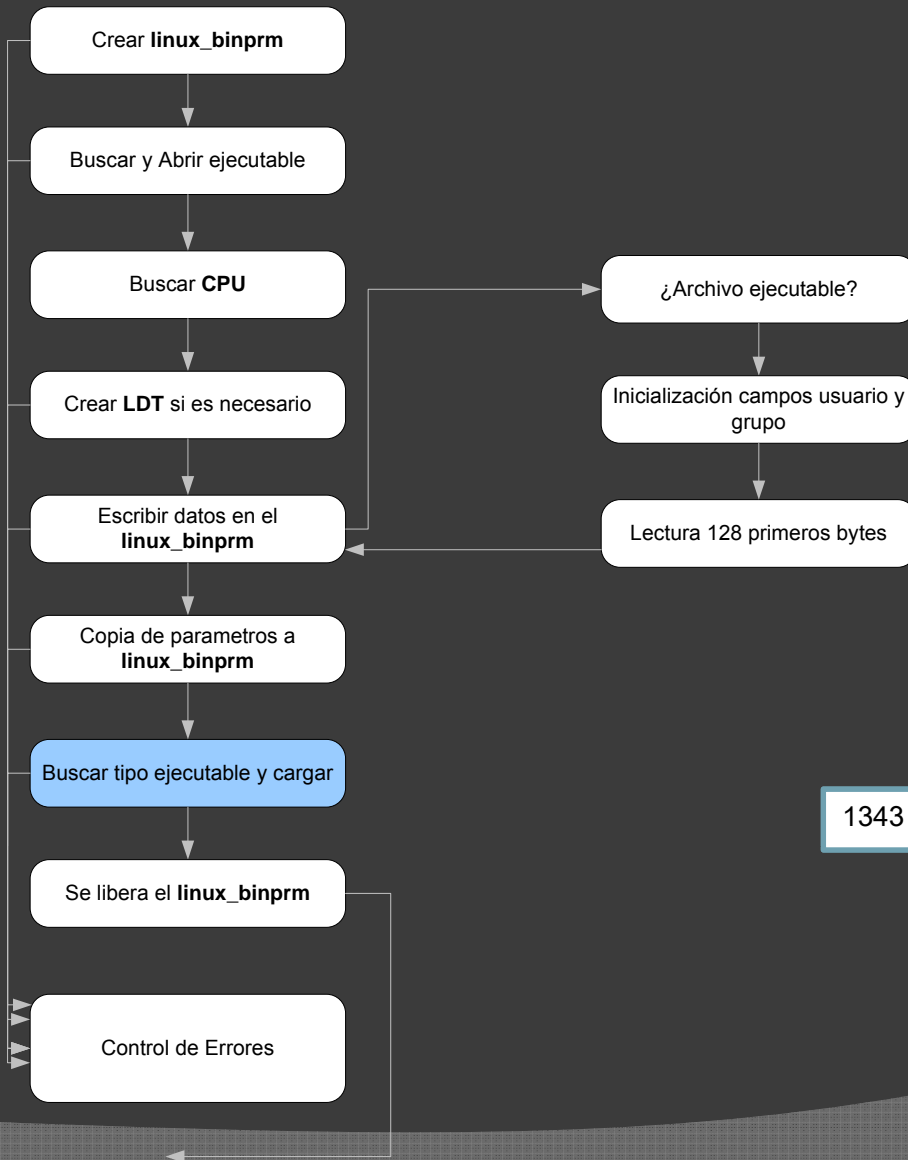 Crear linux_binprm
Buscar y Abrir ejecutable
Buscar CPU
Crear LDT si es necesario
Escribir datos en el
linux_binprm
Copia de parametros a
linux_binprm
Buscar tipo ejecutable y cargar
Se libera el linux_binprm
Control de Errores
¿Archivo ejecutable?
Inicialización campos usuario y
grupo
Lectura 128 primeros bytes
1343